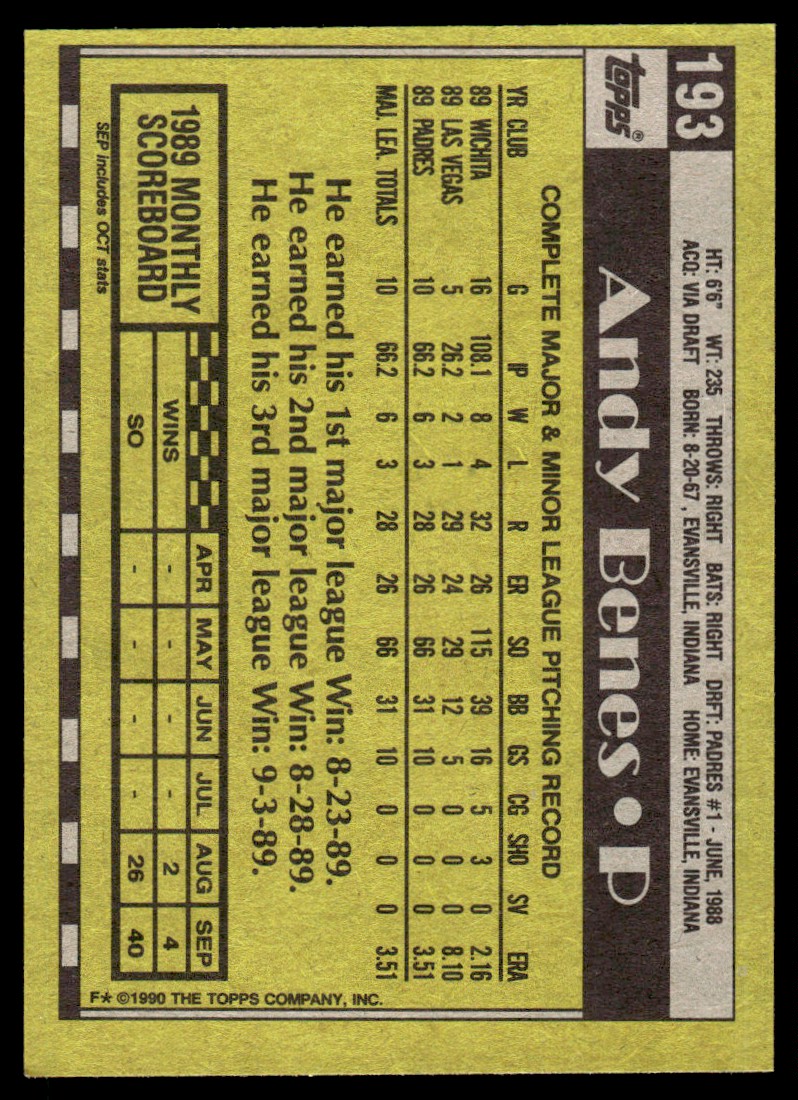 193
HT: 6'6" WT: 235 THROWS: RIGHT BATS: RIGHT DRFT: PADRES #1 - JUNE, 1988
ACQ: VIA DRAFT BORN: 8-20-67, EVANSVILLE, INDIANA HOME: EVANSVILLE, INDIANA
topps®
Andy Benes • P
COMPLETE MAJOR & MINOR LEAGUE PITCHING RECORD
YR CLUB G IP W L R ER SO BB GS CG SHO SV ERA
89 WICHITA 16 108.1 8 4 32 26 115 39 16 5 3 0 2.16
89 LAS VEGAS 5 26.2 2 1 29 24 29 12 5 0 0 0 8.10
89 PADRES 10 66.2 6 3 28 26 66 31 10 0 0 0 3.51
MAJ. LEA. TOTALS 10 66.2 6 3 28 26 66 31 10 0 0 0 3.51
He earned his 1st major league Win: 8-23-89.
He earned his 2nd major league Win: 8-28-89.
He earned his 3rd major league Win: 9-3-89.
1989 MONTHLY
SCOREBOARD
APR MAY JUN JUL AUG SEP
WINS - - - - 2 4
SO - - - - 26 40
SEP includes OCT stats
F* ©1990 THE TOPPS COMPANY, INC.